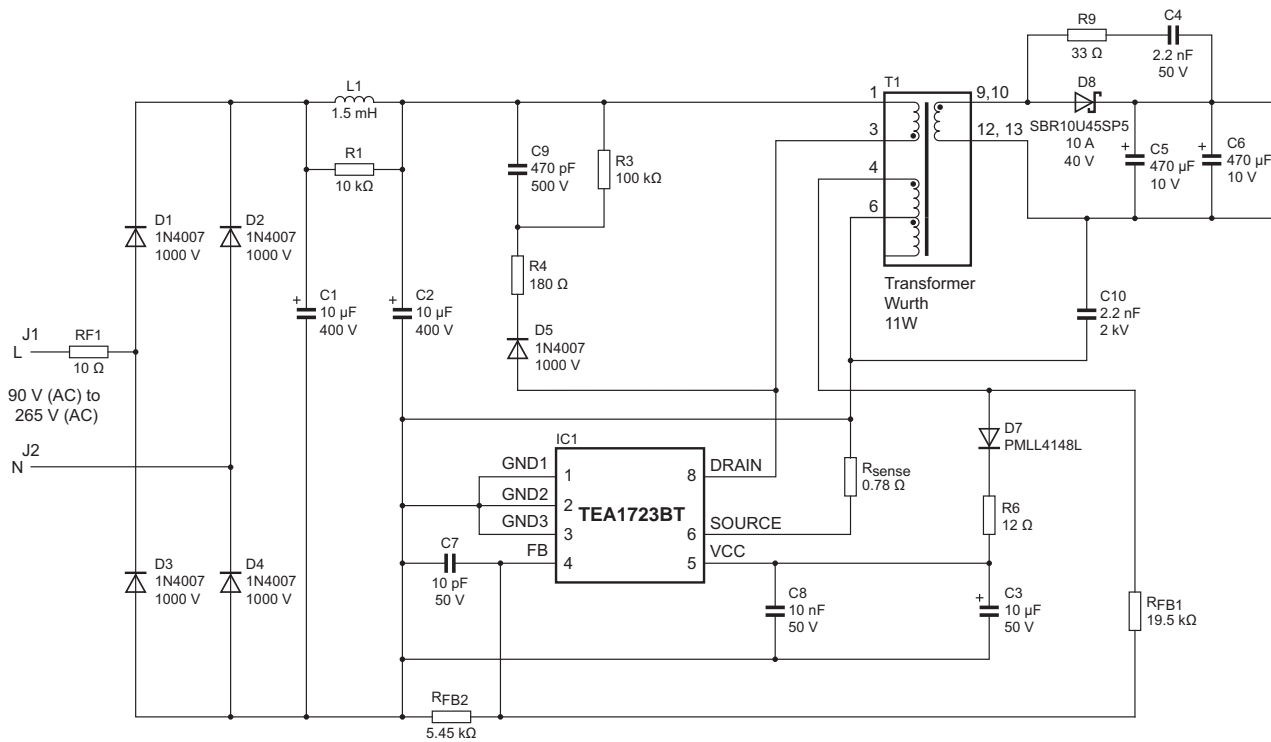 R9
33 Ω
C4
2.2 nF
50 V
L1
1.5 mH
T1
1
9,10
D8
SBR10U45SP5
10 A
40 V
3
12, 13
R1
10 kΩ
C9
470 pF
500 V
R3
100 kΩ
4
6
+
C5
470 µF
10 V
+
C6
470 µF
10 V
D1
1N4007
1000 V
D2
1N4007
1000 V
R4
180 Ω
Transformer
Wurth
11W
+
C1
10 µF
400 V
+
C2
10 µF
400 V
C10
2.2 nF
2 kV
J1
L
RF1
10 Ω
D5
1N4007
1000 V
90 V (AC) to
265 V (AC)
J2
N
IC1
D7
PMLL4148L
GND1
1
GND2
2
GND3
3
FB
4
TEA1723BT
8
DRAIN
6
SOURCE
5
VCC
Rsense
0.78 Ω
R6
12 Ω
D3
1N4007
1000 V
D4
1N4007
1000 V
C7
10 pF
50 V
C8
10 nF
50 V
+
C3
10 µF
50 V
RFB1
19.5 kΩ
RFB2
5.45 kΩ